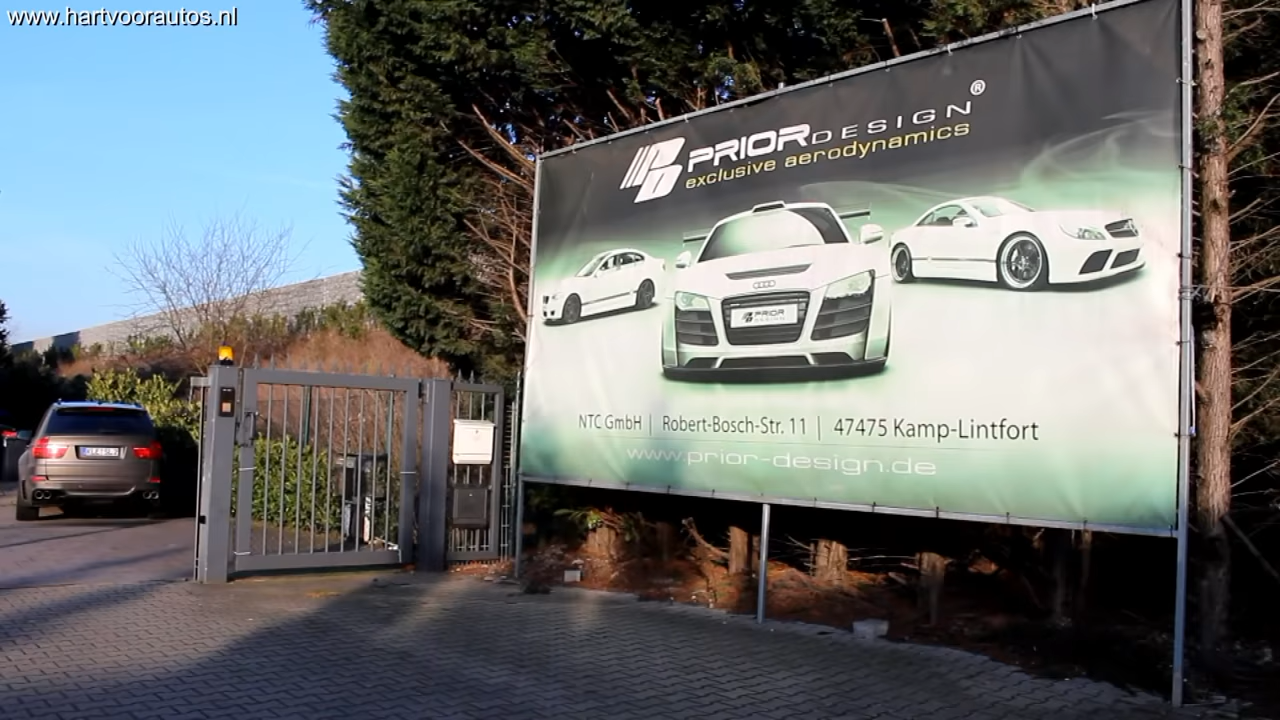 www.hartvoorautos.nl
PRIORDESIGN®
exclusive aerodynamics
PRIOR
DESIGN
NTC GmbH | Robert-Bosch-Str. 11 | 47475 Kamp-Lintfort
www.prior-design.de